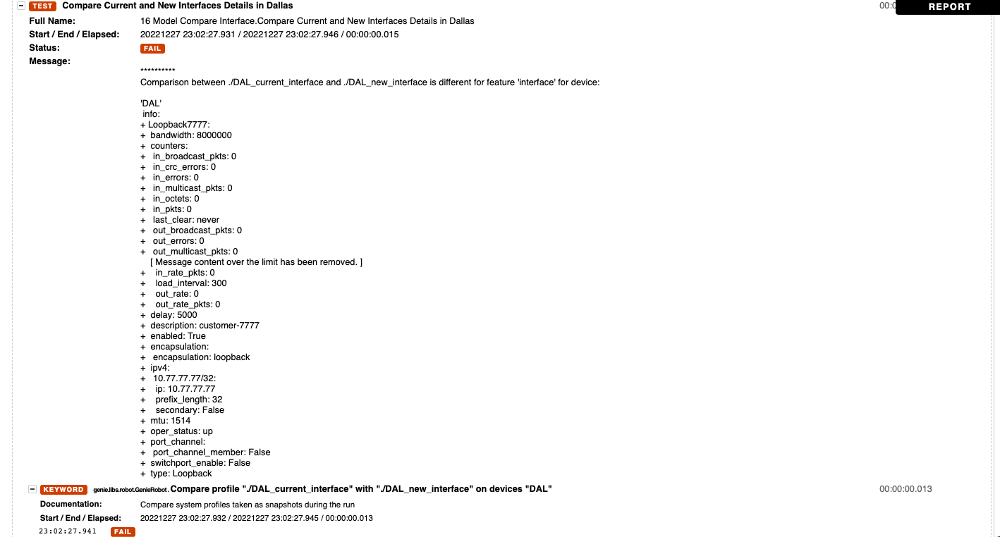 TEST Compare Current and New Interfaces Details in Dallas 00:0 REPORT
Full Name: 16 Model Compare Interface.Compare Current and New Interfaces Details in Dallas
Start / End / Elapsed: 20221227 23:02:27.931 / 20221227 23:02:27.946 / 00:00:00.015
Status: FAIL
Message:
**********
Comparison between ./DAL_current_interface and ./DAL_new_interface is different for feature 'interface' for device:
'DAL'
info:
+ Loopback7777:
+ bandwidth: 8000000
+ counters:
+ in_broadcast_pkts: 0
+ in_crc_errors: 0
+ in_errors: 0
+ in_multicast_pkts: 0
+ in_octets: 0
+ in_pkts: 0
+ last_clear: never
+ out_broadcast_pkts: 0
+ out_errors: 0
+ out_multicast_pkts: 0
[ Message content over the limit has been removed. ]
+ in_rate_pkts: 0
+ load_interval: 300
+ out_rate: 0
+ out_rate_pkts: 0
+ delay: 5000
+ description: customer-7777
+ enabled: True
+ encapsulation:
+ encapsulation: loopback
+ ipv4:
+ 10.77.77.77/32:
+ ip: 10.77.77.77
+ prefix_length: 32
+ secondary: False
+ mtu: 1514
+ oper_status: up
+ port_channel:
+ port_channel_member: False
+ switchport_enable: False
+ type: Loopback
KEYWORD genie.libs.robot.GenieRobot. Compare profile "./DAL_current_interface" with "./DAL_new_interface" on devices "DAL" 00:00:00.013
Documentation: Compare system profiles taken as snapshots during the run
Start / End / Elapsed: 20221227 23:02:27.932 / 20221227 23:02:27.945 / 00:00:00.013
23:02:27.941 FAIL